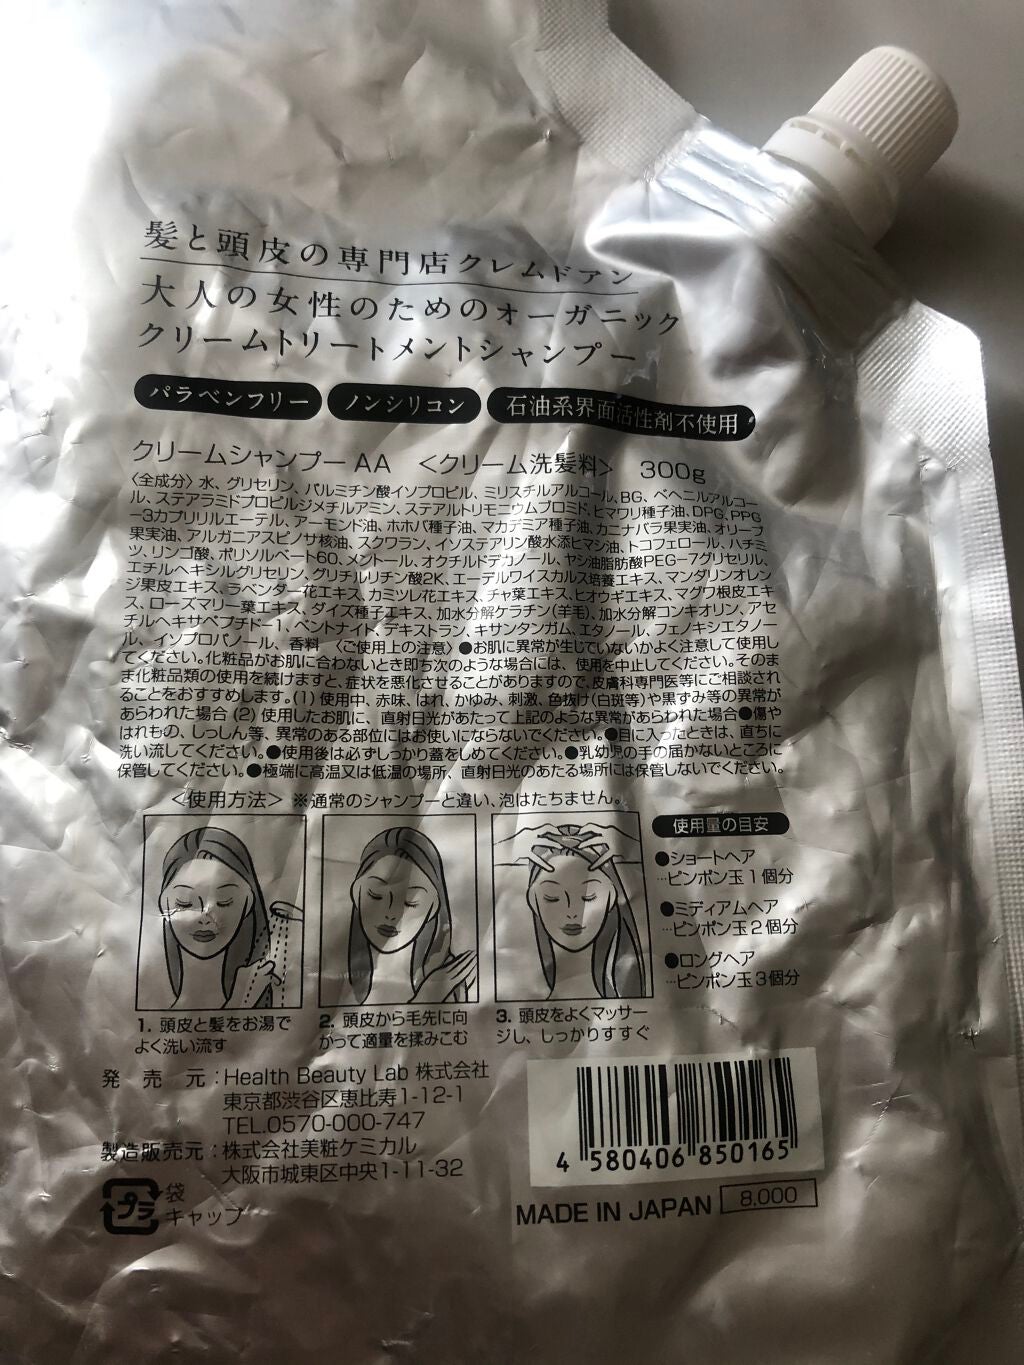 髪と頭皮の専門店クレムドアン
大人の女性のためのオーガニック
クリームトリートメントシャンプー
パラベンフリー ノンシリコン 石油系界面活性剤不使用
クリームシャンプーAA <クリーム洗髪料> 300g
〈全成分〉水、グリセリン、パルミチン酸イソプロピル、ミリスチルアルコール、BG、ベヘニルアルコー
ル、ステアラミドプロピルジメチルアミン、ステアルトリモニウムブロミド、ヒマワリ種子油、DPG、PPG
-3カプリリルエーテル、アーモンド油、ホホバ種子油、マカデミア種子油、カニナバラ果実油、オリーブ
果実油、アルガニアスピノサ核油、スクワラン、イソステアリン酸水添ヒマシ油、トコフェロール、ハチミ
ツ、リンゴ酸、ポリソルベート60、メントール、オクチルドデカノール、ヤシ油脂肪酸PEG-7グリセリル、
エチルヘキシルグリセリン、グリチルリチン酸2K、エーデルワイスカルス培養エキス、マンダリンオレン
ジ果皮エキス、ラベンダー花エキス、カミツレ花エキス、チャ葉エキス、ヒオウギエキス、マグワ根皮エキ
ス、ローズマリー葉エキス、ダイズ種子エキス、加水分解ケラチン(羊毛)、加水分解コンキオリン、アセ
チルヘキサペプチド-1、ベントナイト、デキストラン、キサンタンガム、エタノール、フェノキシエタノー
ル、イソプロパノール、香料 〈ご使用上の注意〉●お肌に異常が生じていないかよく注意して使用し
てください。化粧品がお肌に合わないとき即ち次のような場合には、使用を中止してください。そのま
ま化粧品類の使用を続けますと、症状を悪化させることがありますので、皮膚科専門医等にご相談され
ることをおすすめします。(1) 使用中、赤味、はれ、かゆみ、刺激、色抜け(白斑等)や黒ずみ等の異常が
あらわれた場合 (2) 使用したお肌に、直射日光があたって上記のような異常があらわれた場合●傷や
はれもの、しっしん等、異常のある部位にはお使いにならないでください。●目に入ったときは、直ちに
洗い流してください。●使用後は必ずしっかり蓋をしめてください。●乳幼児の手の届かないところに
保管してください。●極端に高温又は低温の場所、直射日光のあたる場所には保管しないでください。
<使用方法> ※通常のシャンプーと違い、泡はたちません。
1. 頭皮と髪をお湯で
よく洗い流す
2. 頭皮から毛先に向
かって適量を揉みこむ
3. 頭皮をよくマッサー
ジし、しっかりすすぐ
使用量の目安
●ショートヘア
…ピンポン玉1個分
●ミディアムヘア
…ピンポン玉2個分
●ロングヘア
…ピンポン玉3個分
発売元:Health Beauty Lab 株式会社
東京都渋谷区恵比寿1-12-1
TEL.0570-000-747
製造販売元:株式会社美粧ケミカル
大阪市城東区中央1-11-32
プラ
袋
キャップ
4 580406 850165
MADE IN JAPAN 8,000